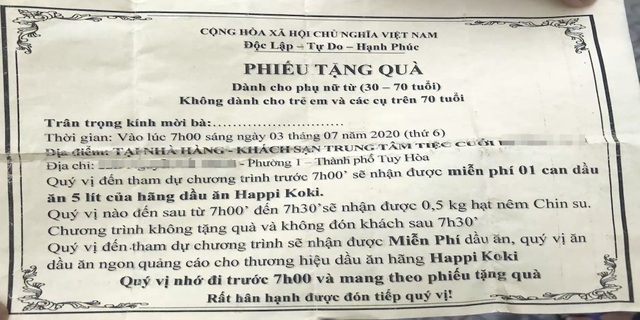 CỘNG HÒA XÃ HỘI CHỦ NGHĨA VIỆT NAM
Độc Lập – Tự Do – Hạnh Phúc
PHIẾU TẶNG QUÀ
Dành cho phụ nữ từ (30 – 70 tuổi)
Không dành cho trẻ em và các cụ trên 70 tuổi
Trân trọng kính mời bà:...............................................
Thời gian: Vào lúc 7h00 sáng ngày 03 tháng 07 năm 2020 (thứ 6)
Địa điểm: TẠI NHÀ HÀNG - KHÁCH SẠN TRUNG TÂM TIỆC CƯỚI
Địa chỉ: - Phường 1 – Thành phố Tuy Hòa
Quý vị đến tham dự chương trình trước 7h00’ sẽ nhận được miễn phí 01 can dầu
ăn 5 lít của hãng dầu ăn Happi Koki.
Quý vị nào đến sau từ 7h00’ đến 7h30’sẽ nhận được 0,5 kg hạt nêm Chin su.
Chương trình không tặng quà và không đón khách sau 7h30’
Quý vị đến tham dự chương trình sẽ nhận được Miễn Phí dầu ăn, quý vị ăn
dầu ăn ngon quảng cáo cho thương hiệu dầu ăn hãng Happi Koki
Quý vị nhớ đi trước 7h00 và mang theo phiếu tặng quà
Rất hân hạnh được đón tiếp quý vị!